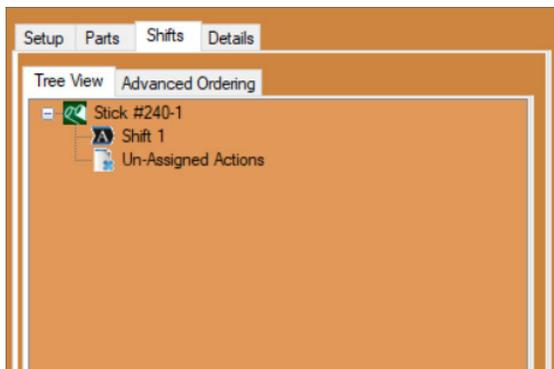 Setup Parts Shifts Details
Tree View Advanced Ordering
Stick #240-1
A Shift 1
Un-Assigned Actions